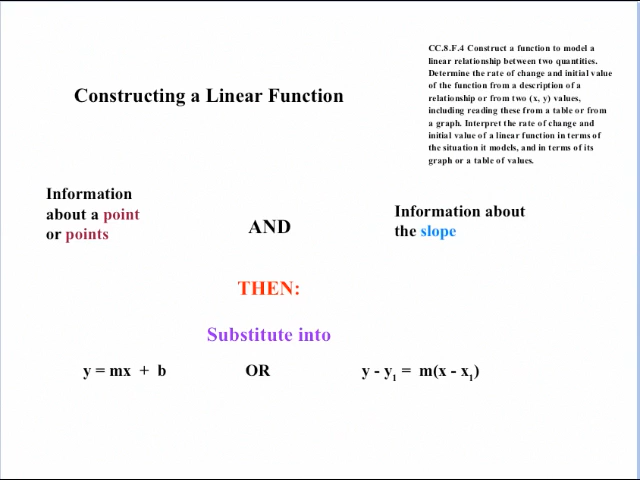 CC.8.F.4 Construct a function to model a
linear relationship between two quantities.
Determine the rate of change and initial value
of the function from a description of a
relationship or from two (x, y) values,
including reading these from a table or from
a graph. Interpret the rate of change and
initial value of a linear function in terms of
the situation it models, and in terms of its
graph or a table of values.
Constructing a Linear Function
Information
about a point
or points
AND
Information about
the slope
THEN:
Substitute into
y = mx + b
OR
y - y₁ = m(x - x₁)